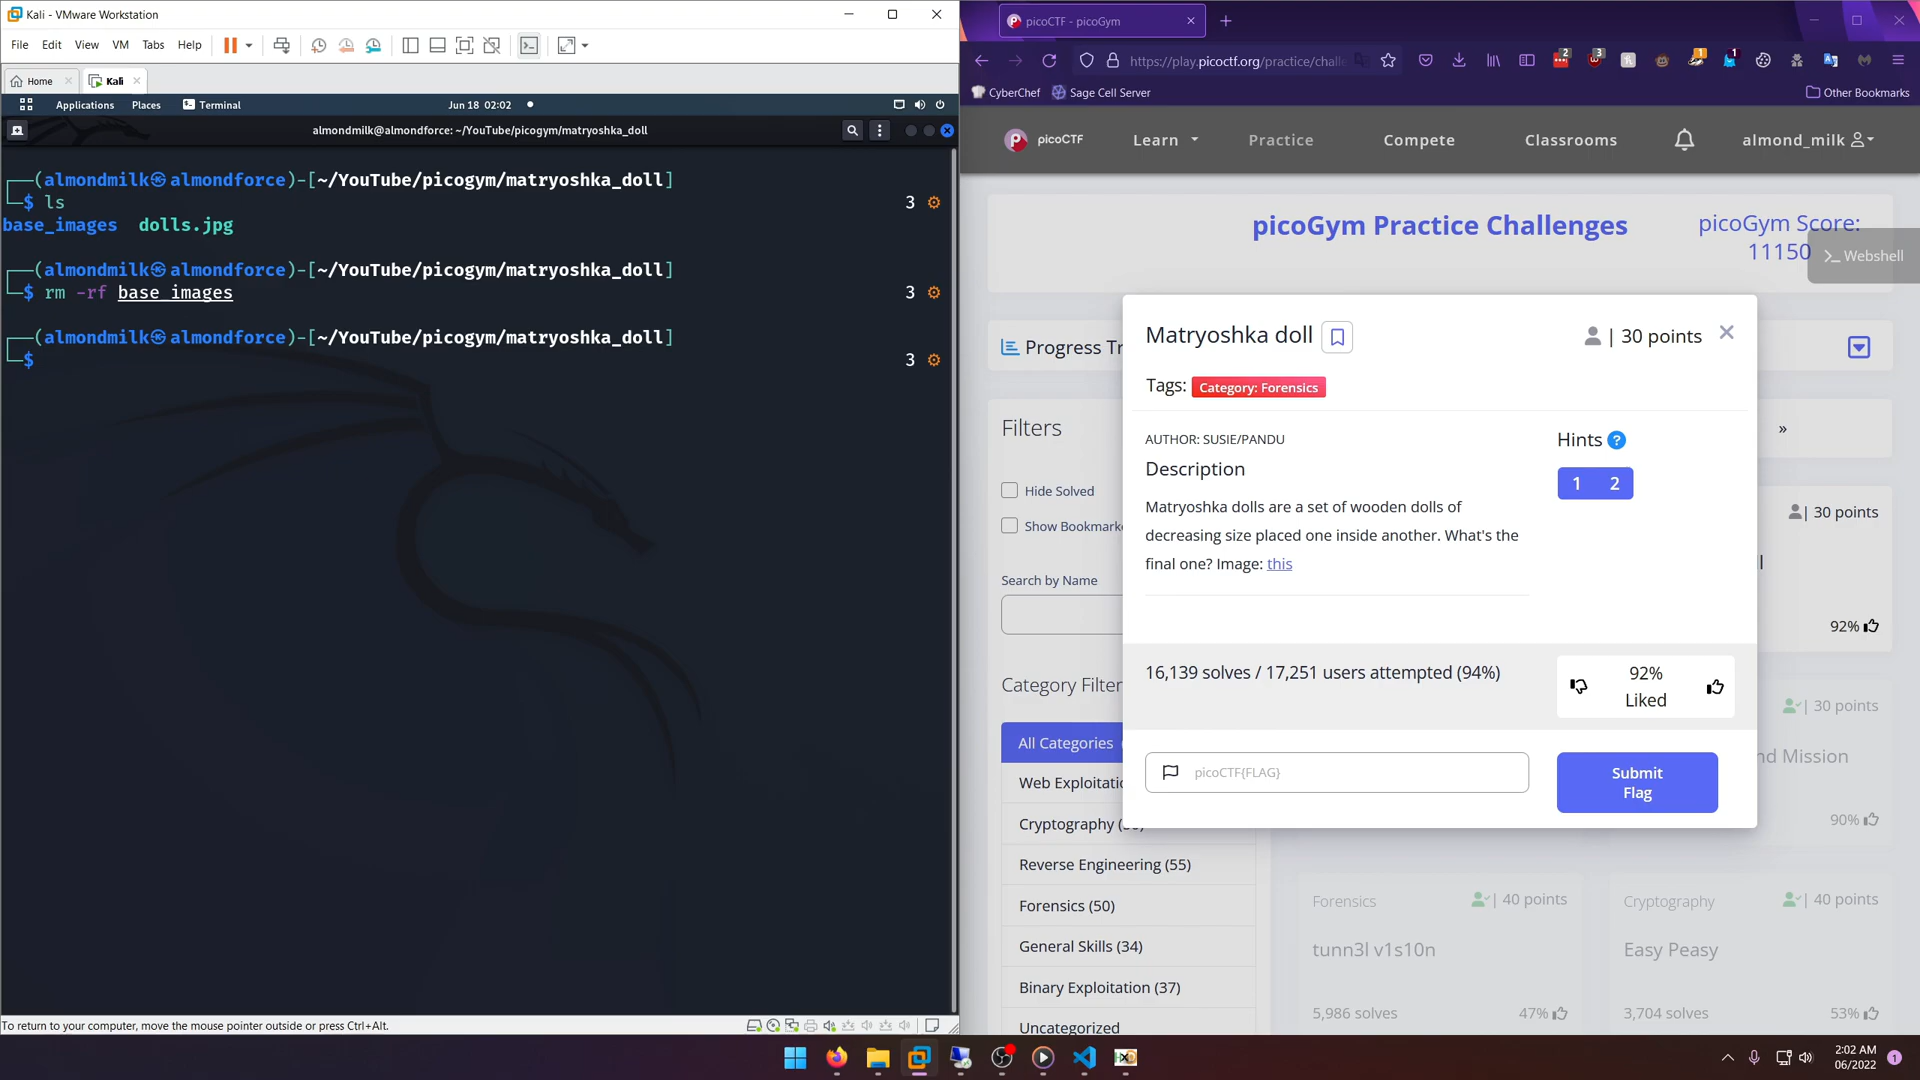 Kali - VMware Workstation
File Edit View VM Tabs Help
Home Kali
Applications Places Terminal Jun 18 02:02
almondmilk@almondforce: ~/YouTube/picogym/matryoshka_doll
(almondmilk㉿almondforce)-[~/YouTube/picogym/matryoshka_doll]
$ ls 3
base_images dolls.jpg
(almondmilk㉿almondforce)-[~/YouTube/picogym/matryoshka_doll]
$ rm -rf base_images 3
(almondmilk㉿almondforce)-[~/YouTube/picogym/matryoshka_doll]
$ 3
To return to your computer, move the mouse pointer outside or press Ctrl+Alt.
picoCTF - picoGym
https://play.picoctf.org/practice/chall
2 3 1 1
CyberChef Sage Cell Server Other Bookmarks
picoCTF Learn Practice Compete Classrooms almond_milk
picoGym Practice Challenges
picoGym Score:
11150
Webshell
Progress Tr
Filters
Hide Solved
Show Bookmark
Search by Name
Category Filter
All Categories
Web Exploitatio
Cryptography
Reverse Engineering (55)
Forensics (50)
General Skills (34)
Binary Exploitation (37)
Uncategorized
Matryoshka doll | 30 points
Tags: Category: Forensics
AUTHOR: SUSIE/PANDU
Description
Matryoshka dolls are a set of wooden dolls of
decreasing size placed one inside another. What's the
final one? Image: this
Hints ?
1 2
16,139 solves / 17,251 users attempted (94%)
92%
Liked
picoCTF{FLAG}
Submit
Flag
»
| 30 points
l
92%
| 30 points
nd Mission
90%
Forensics | 40 points
tunn3l v1s10n
5,986 solves 47%
Cryptography | 40 points
Easy Peasy
3,704 solves 53%
2:02 AM
06/2022
1